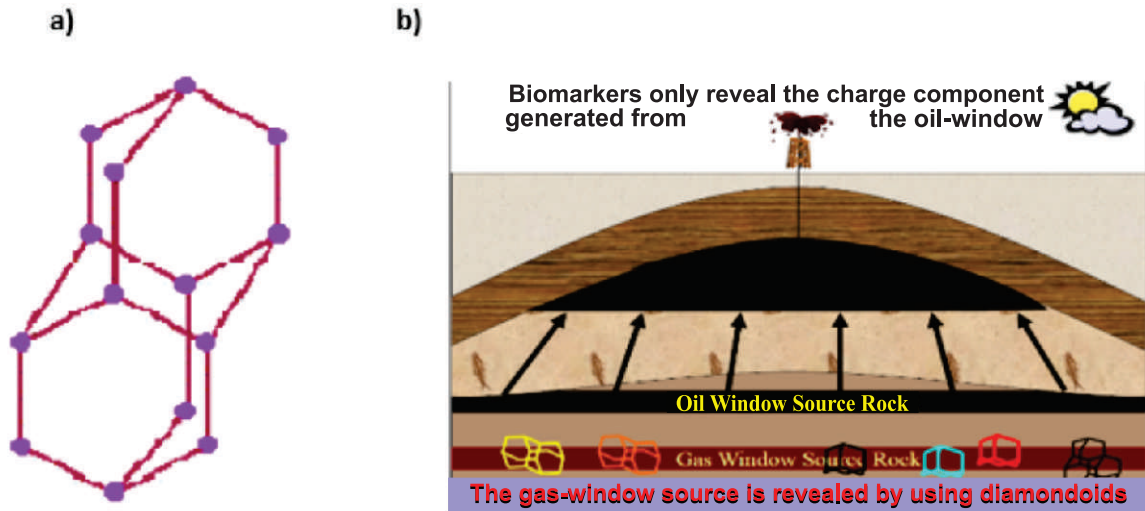 a)
b)
Biomarkers only reveal the charge component
generated from the oil-window
Oil Window Source Rock
Gas Window Source Rock
The gas-window source is revealed by using diamondoids